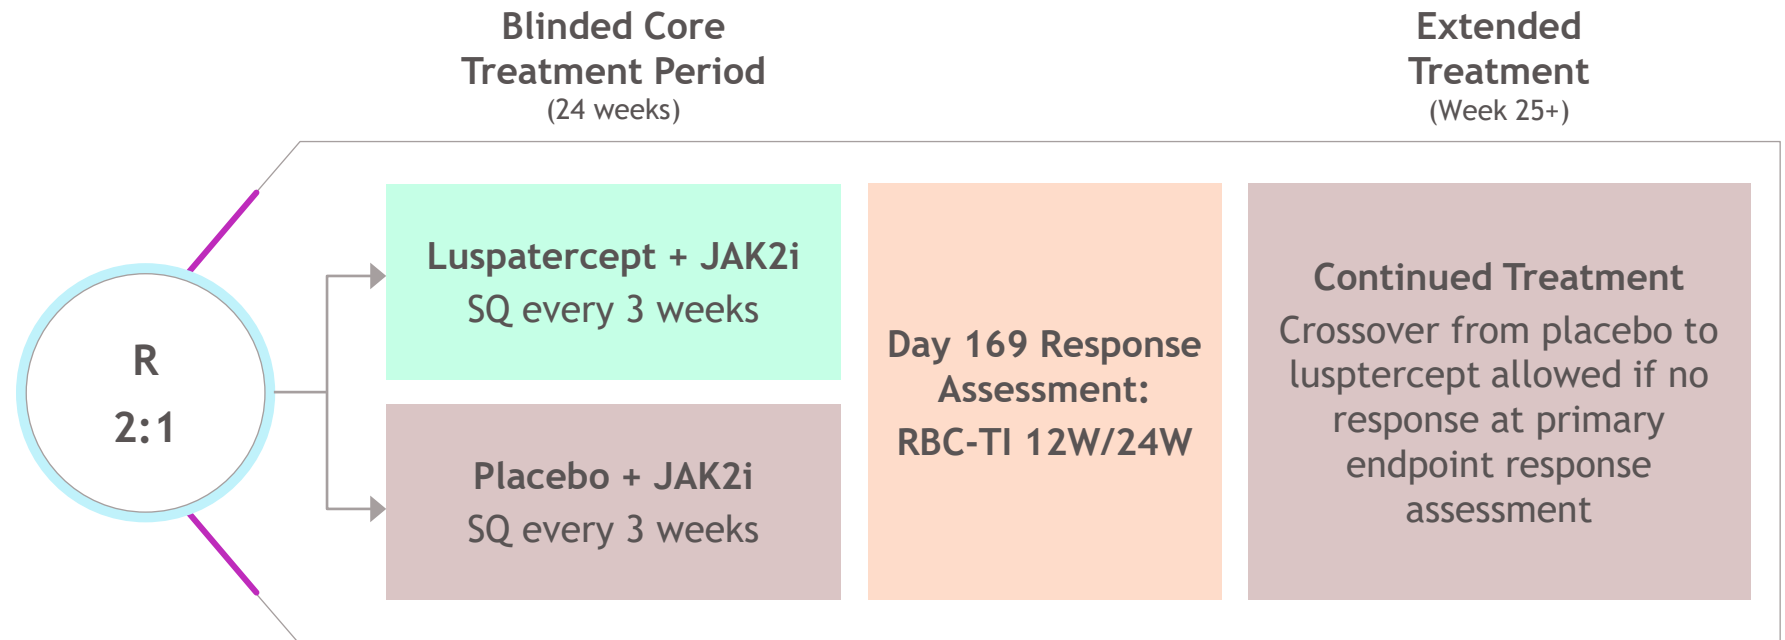 Blinded Core
Treatment Period
(24 weeks)
Extended
Treatment
(Week 25+)
R
2:1
Luspatercept + JAK2i
SQ every 3 weeks
Placebo + JAK2i
SQ every 3 weeks
Day 169 Response
Assessment:
RBC-TI 12W/24W
Continued Treatment
Crossover from placebo to
lusptercept allowed if no
response at primary
endpoint response
assessment